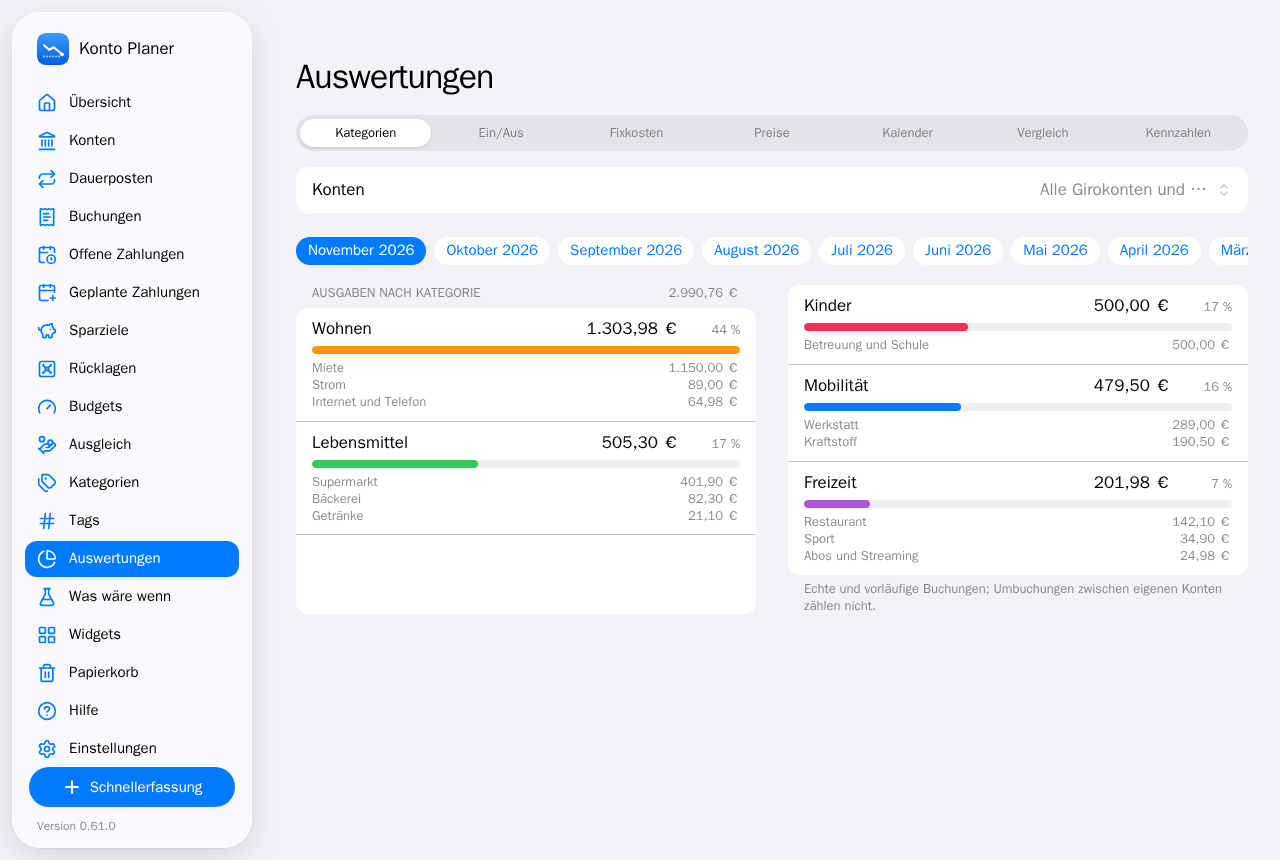 Konto Planer
Übersicht
Konten
Dauerposten
Buchungen
Offene Zahlungen
Geplante Zahlungen
Sparziele
Rücklagen
Budgets
Ausgleich
Kategorien
Tags
Auswertungen
Was wäre wenn
Widgets
Papierkorb
Hilfe
Einstellungen
Schnellerfassung
Version 0.61.0
Auswertungen
Kategorien Ein/Aus Fixkosten Preise Kalender Vergleich Kennzahlen
Konten Alle Girokonten und ···
November 2026 Oktober 2026 September 2026 August 2026 Juli 2026 Juni 2026 Mai 2026 April 2026 März
AUSGABEN NACH KATEGORIE 2.990,76 €
Wohnen 1.303,98 € 44 %
Miete 1.150,00 €
Strom 89,00 €
Internet und Telefon 64,98 €
Lebensmittel 505,30 € 17 %
Supermarkt 401,90 €
Bäckerei 82,30 €
Getränke 21,10 €
Kinder 500,00 € 17 %
Betreuung und Schule 500,00 €
Mobilität 479,50 € 16 %
Werkstatt 289,00 €
Kraftstoff 190,50 €
Freizeit 201,98 € 7 %
Restaurant 142,10 €
Sport 34,90 €
Abos und Streaming 24,98 €
Echte und vorläufige Buchungen; Umbuchungen zwischen eigenen Konten
zählen nicht.